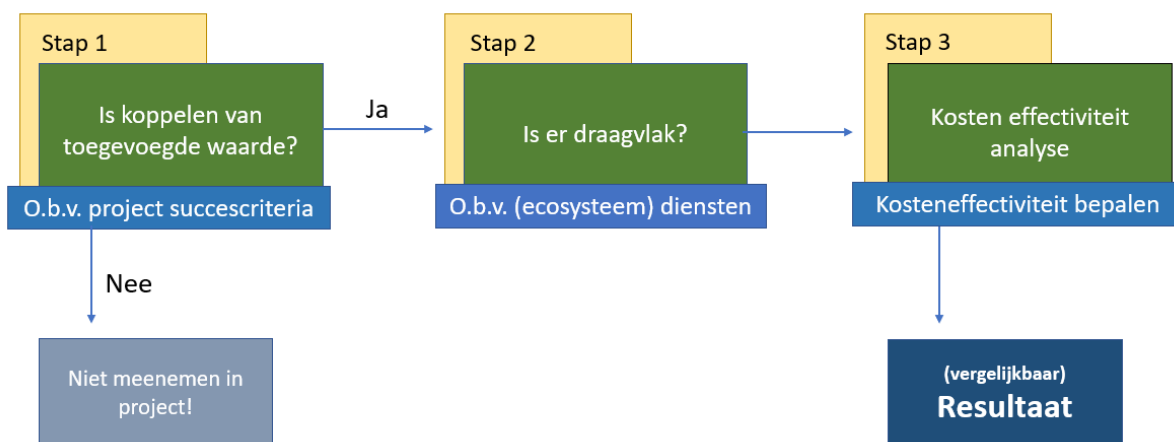 Stap 1
Is koppelen van
toegevoegde waarde?
O.b.v. project succescriteria
Ja
Nee
Niet meenemen in
project!
Stap 2
Is er draagvlak?
O.b.v. (ecosysteem) diensten
Stap 3
Kosten effectiviteit
analyse
Kosteneffectiviteit bepalen
(vergelijkbaar)
Resultaat